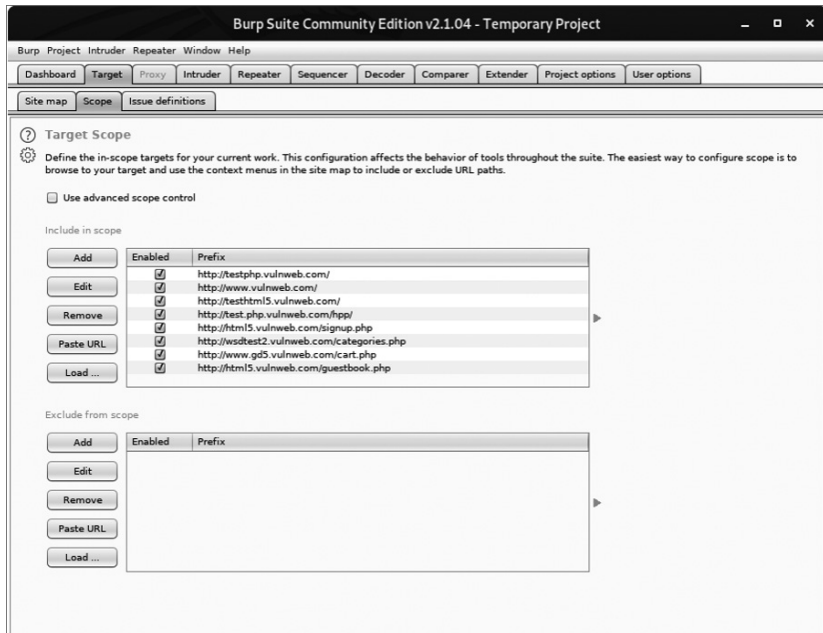 Burp Suite Community Edition v2.1.04 - Temporary Project
Burp Project Intruder Repeater Window Help
Dashboard Target Proxy Intruder Repeater Sequencer Decoder Comparer Extender Project options User options
Site map Scope Issue definitions
Target Scope
Define the in-scope targets for your current work. This configuration affects the behavior of tools throughout the suite. The easiest way to configure scope is to
browse to your target and use the context menus in the site map to include or exclude URL paths.
Use advanced scope control
Include in scope
Add
Edit
Remove
Paste URL
Load ...
Enabled Prefix
http://testphp.vulnweb.com/
http://www.vulnweb.com/
http://testhtml5.vulnweb.com/
http://test.php.vulnweb.com/hpp/
http://html5.vulnweb.com/signup.php
http://wsdtest2.vulnweb.com/categories.php
http://www.gd5.vulnweb.com/cart.php
http://html5.vulnweb.com/guestbook.php
Exclude from scope
Add
Edit
Remove
Paste URL
Load ...
Enabled Prefix